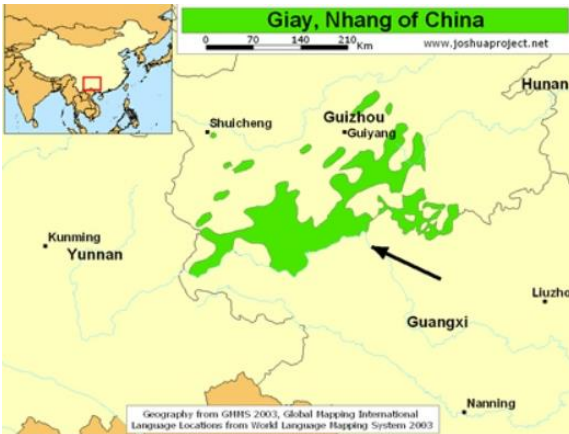 Giay, Nhang of China
0 70 140 210 Km
www.joshuaproject.net
Hunan
Shuicheng
Guizhou
Guiyang
Kunming
Yunnan
Liuzho
Guangxi
Nanning
Geography from GMMS 2003, Global Mapping International
Language Locations from World Language Mapping System 2003